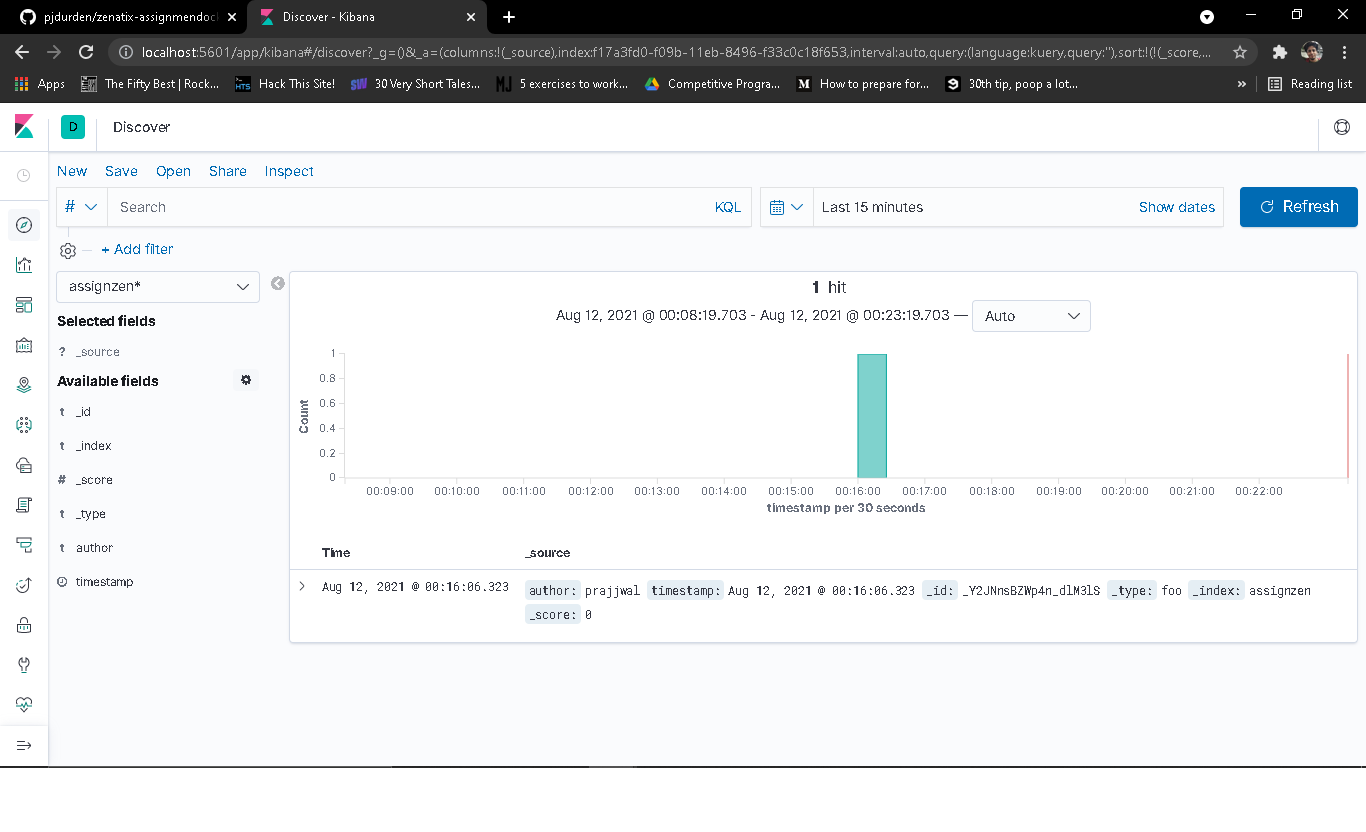 pjdurden/zenatix-assignmendock
Discover - Kibana
localhost:5601/app/kibana#/discover?_g=()&_a=(columns:!(_source),index:f17a3fd0-f09b-11eb-8496-f33c0c18f653,interval:auto,query:(language:kuery,query:''),sort:!(!(_score,...
Apps
The Fifty Best | Rock...
HTS
Hack This Site!
SW
30 Very Short Tales...
MJ
5 exercises to work...
Competitive Progra...
M
How to prepare for...
30th tip, poop a lot...
»
Reading list
D
Discover
New Save Open Share Inspect
#
Search
KQL
Last 15 minutes
Show dates
Refresh
+ Add filter
assignzen*
Selected fields
? _source
Available fields
t _id
t _index
# _score
t _type
t author
timestamp
1 hit
Aug 12, 2021 @ 00:08:19.703 - Aug 12, 2021 @ 00:23:19.703 —
Auto
Count
1
0.8
0.6
0.4
0.2
0
00:09:00 00:10:00 00:11:00 00:12:00 00:13:00 00:14:00 00:15:00 00:16:00 00:17:00 00:18:00 00:19:00 00:20:00 00:21:00 00:22:00
timestamp per 30 seconds
Time _source
Aug 12, 2021 @ 00:16:06.323 author: prajjwal timestamp: Aug 12, 2021 @ 00:16:06.323 _id: _Y2JNnsBZWp4n_dlM3lS _type: foo _index: assignzen
_score: 0